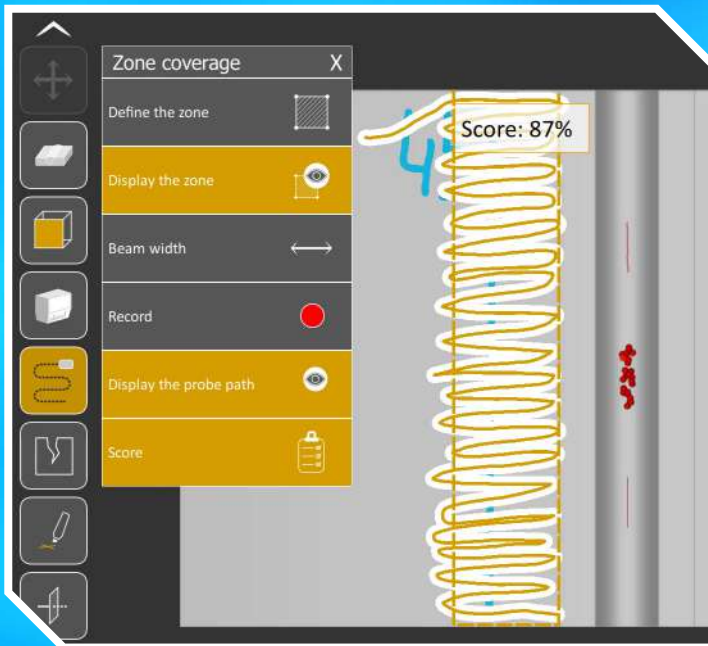 Zone coverage X
Define the zone
Display the zone
Beam width
Record
Display the probe path
Score
Score: 87%